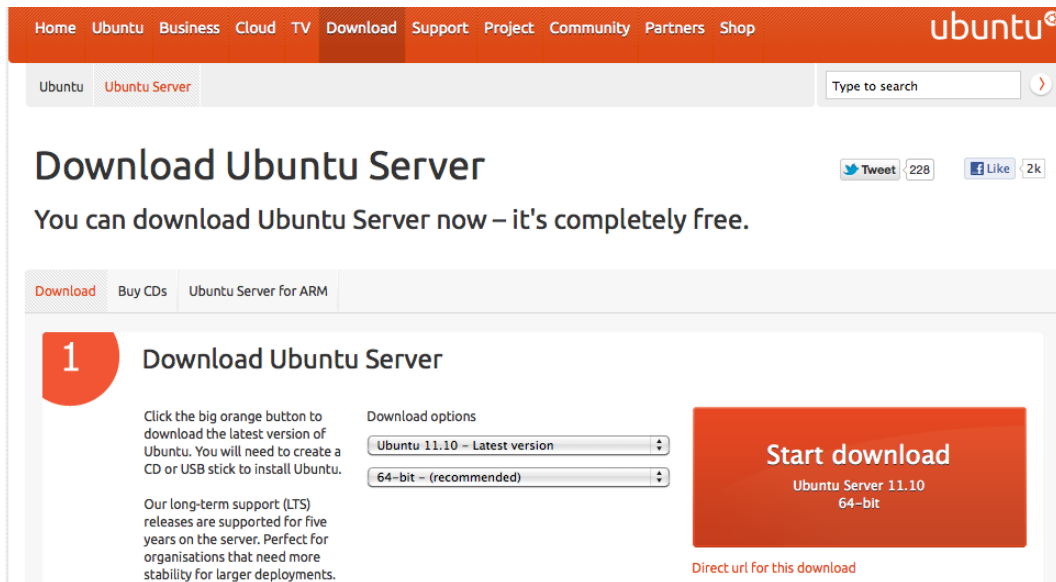 Home Ubuntu Business Cloud TV Download Support Project Community Partners Shop
ubuntu
Ubuntu Ubuntu Server
Type to search
Download Ubuntu Server
Tweet 228
Like 2k
You can download Ubuntu Server now – it's completely free.
Download Buy CDs Ubuntu Server for ARM
1
Download Ubuntu Server
Click the big orange button to
download the latest version of
Ubuntu. You will need to create a
CD or USB stick to install Ubuntu.
Our long-term support (LTS)
releases are supported for five
years on the server. Perfect for
organisations that need more
stability for larger deployments.
Download options
Ubuntu 11.10 – Latest version
64-bit – (recommended)
Start download
Ubuntu Server 11.10
64-bit
Direct url for this download